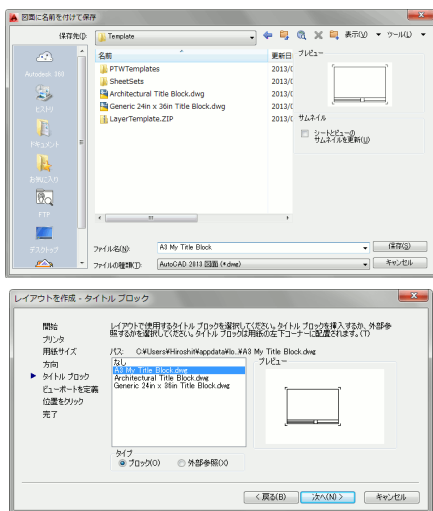 図面に名前を付けて保存
保存先(I):
Template
表示(V)
ツール(L)
名前
更新日
プレビュー
Autodesk 360
PTWTemplates
2013/0
SheetSets
2013/0
Architectural Title Block.dwg
2013/0
ヒストリ
Generic 24in x 36in Title Block.dwg
2013/0
LayerTemplate.ZIP
2013/0
サムネイル
シートとビューの
サムネイルを更新(U)
ドキュメント
お気に入り
FTP
デスクトップ
ファイル名(N):
A3 My Title Block
保存(S)
ファイルの種類(T):
AutoCAD 2013 図面 (*.dwg)
キャンセル
レイアウトを作成 - タイトル ブロック
開始
プリンタ
用紙サイズ
方向
タイトル ブロック
ビューポートを定義
位置をクリック
完了
レイアウトで使用するタイトル ブロックを選択してください。タイトル ブロックを挿入するか、外部参
照するかを選択してください。タイトル ブロックは用紙の左下コーナーに配置されます。(T)
パス: C:¥Users¥Hiroshit¥appdata¥lo..¥A3 My Title Block.dwg
なし
プレビュー
A3 My Title Block.dwg
Architectural Title Block.dwg
Generic 24in x 36in Title Block.dwg
タイプ
ブロック(O)
外部参照(X)
< 戻る(B)
次へ(N) >
キャンセル